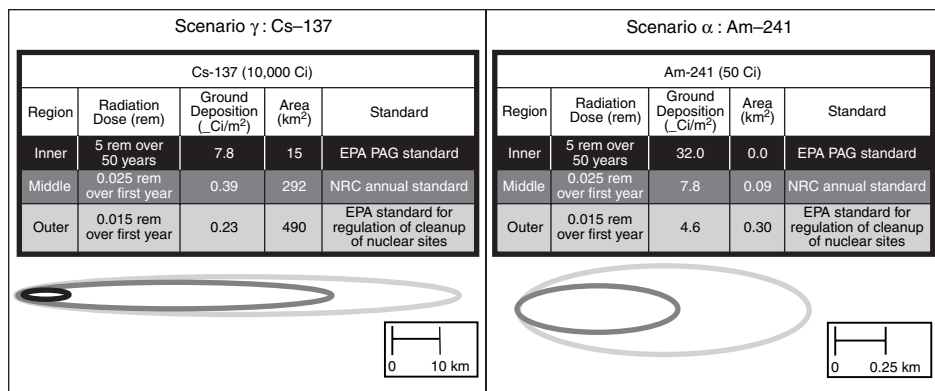 Scenario γ : Cs–137
Cs-137 (10,000 Ci)
Region
Radiation
Dose (rem)
Ground
Deposition
(_Ci/m²)
Area
(km²)
Standard
Inner
5 rem over
50 years
7.8
15
EPA PAG standard
Middle
0.025 rem
over first year
0.39
292
NRC annual standard
Outer
0.015 rem
over first year
0.23
490
EPA standard for
regulation of cleanup
of nuclear sites
0 10 km
Scenario α : Am–241
Am-241 (50 Ci)
Region
Radiation
Dose (rem)
Ground
Deposition
(_Ci/m²)
Area
(km²)
Standard
Inner
5 rem over
50 years
32.0
0.0
EPA PAG standard
Middle
0.025 rem
over first year
7.8
0.09
NRC annual standard
Outer
0.015 rem
over first year
4.6
0.30
EPA standard for
regulation of cleanup
of nuclear sites
0 0.25 km